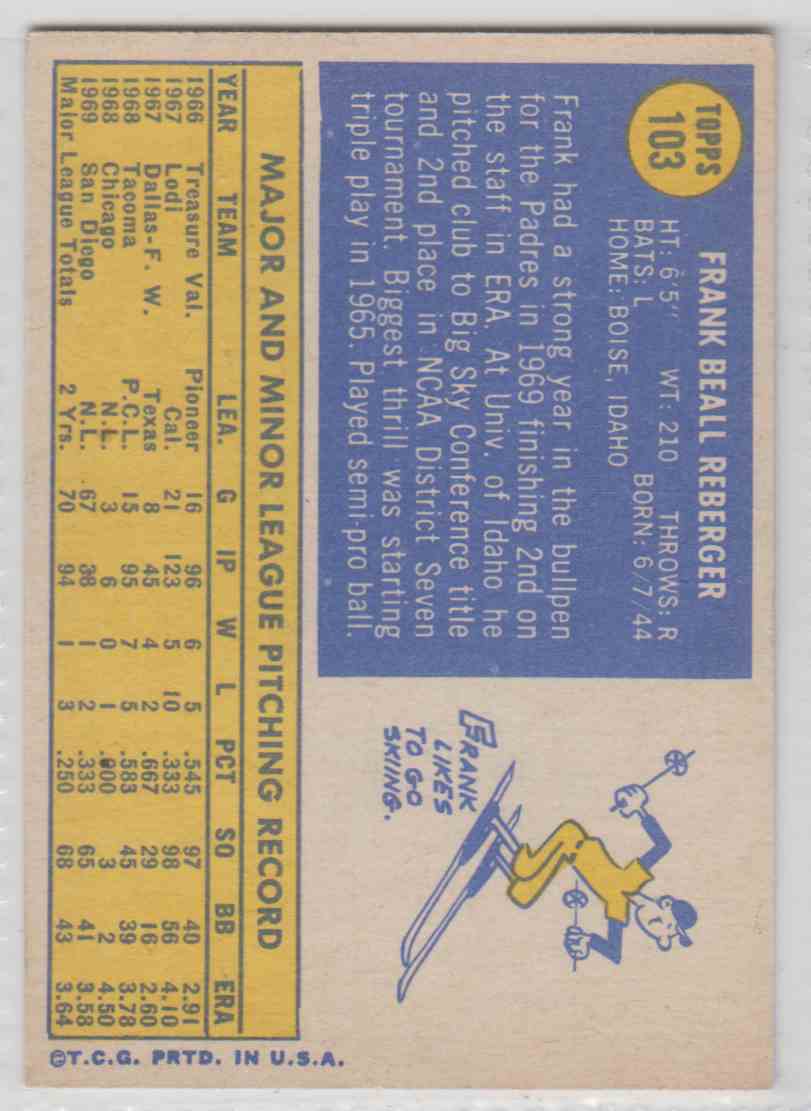 TOPPS
103
FRANK BEALL REBERGER
HT: 6'5" WT: 210 THROWS: R
BATS: L BORN: 6/7/44
HOME: BOISE, IDAHO
Frank had a strong year in the bullpen
for the Padres in 1969 finishing 2nd on
the staff in ERA. At Univ. of Idaho he
pitched club to Big Sky Conference title
and 2nd place in NCAA District Seven
tournament. Biggest thrill was starting
triple play in 1965. Played semi-pro ball.
FRANK
LIKES
TO GO
SKIING.
MAJOR AND MINOR LEAGUE PITCHING RECORD
YEAR TEAM LEA. G IP W L PCT SO BB ERA
1966 Treasure Val. Pioneer 16 96 6 5 .545 97 40 2.91
1967 Lodi Cal. 21 123 5 10 .333 98 56 4.10
1967 Dallas-F. W. Texas 8 45 4 2 .667 29 16 2.60
1968 Tacoma P.C.L. 15 95 7 5 .583 45 39 3.78
1968 Chicago N.L. 3 6 0 1 .000 3 2 4.50
1969 San Diego N.L. 67 88 1 2 .333 65 41 3.58
Major League Totals 2 Yrs. 70 94 1 3 .250 68 43 3.64
©T.C.G. PRTD. IN U.S.A.